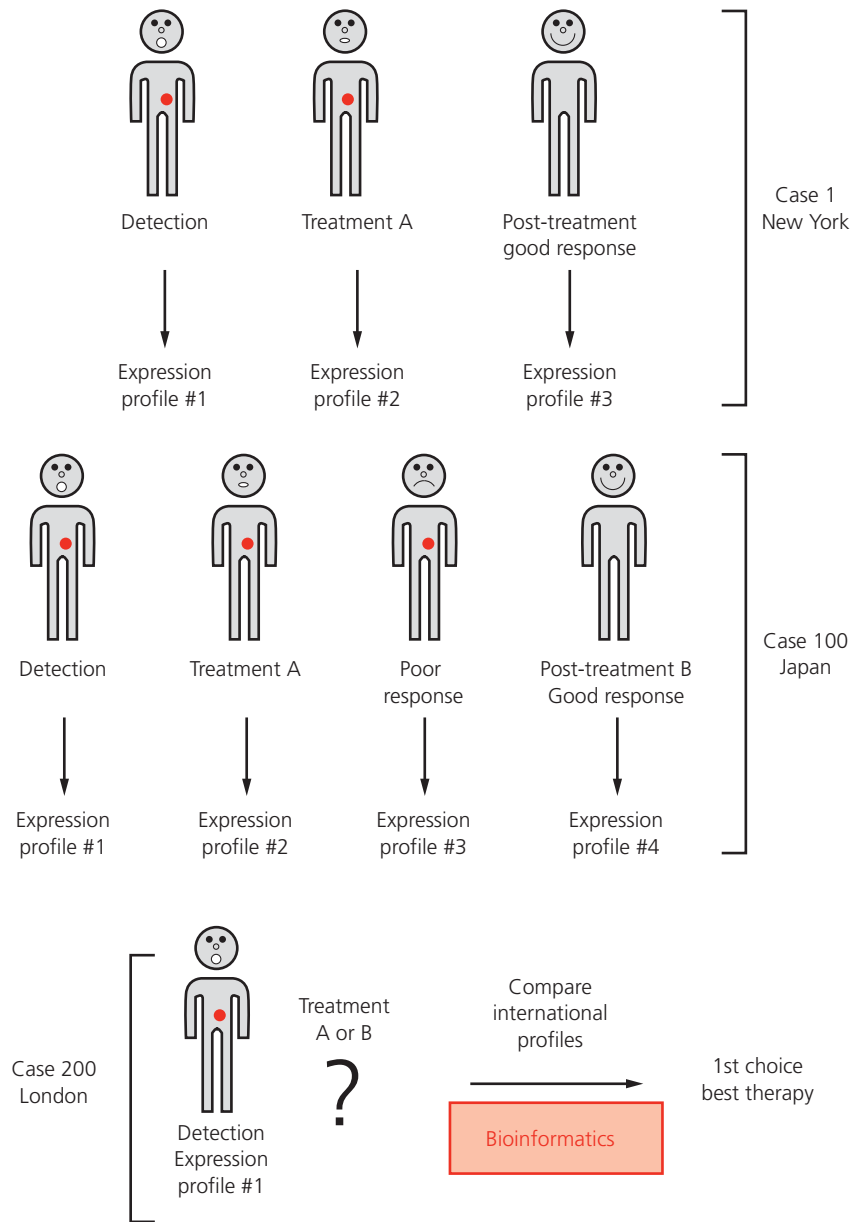 Detection
Treatment A
Post-treatment
good response
Case 1
New York
Expression
profile #1
Expression
profile #2
Expression
profile #3
Detection
Treatment A
Poor
response
Post-treatment B
Good response
Case 100
Japan
Expression
profile #1
Expression
profile #2
Expression
profile #3
Expression
profile #4
Case 200
London
Detection
Expression
profile #1
Treatment
A or B
?
Compare
international
profiles
Bioinformatics
1st choice
best therapy